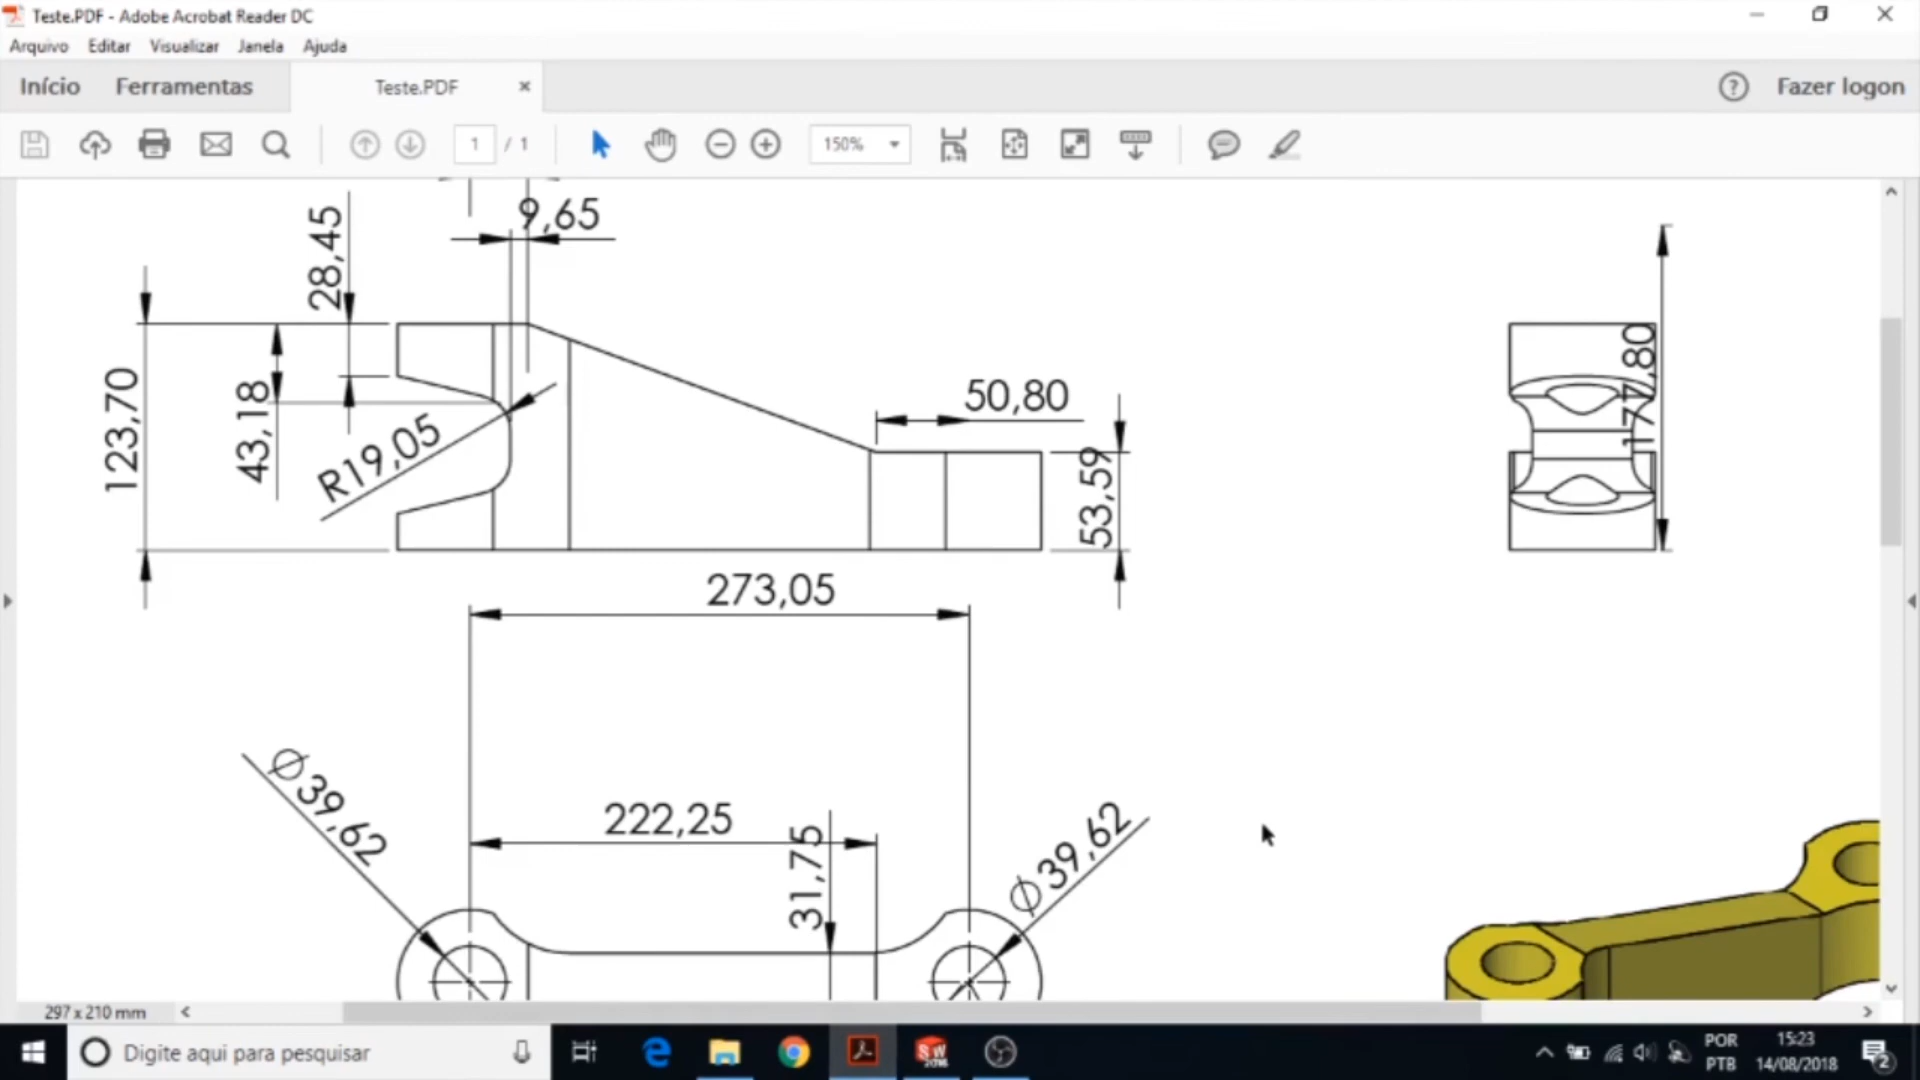 Teste.PDF - Adobe Acrobat Reader DC
Arquivo Editar Visualizar Janela Ajuda
Início Ferramentas Teste.PDF Fazer logon
1 / 1 150%
9,65
28,45
123,70
43,18
R19,05
50,80
53,59
177,80
273,05
Ø39,62
222,25
31,75
Ø39,62
297 x 210 mm
Digite aqui para pesquisar
POR
PTB
15:23
14/08/2018
2